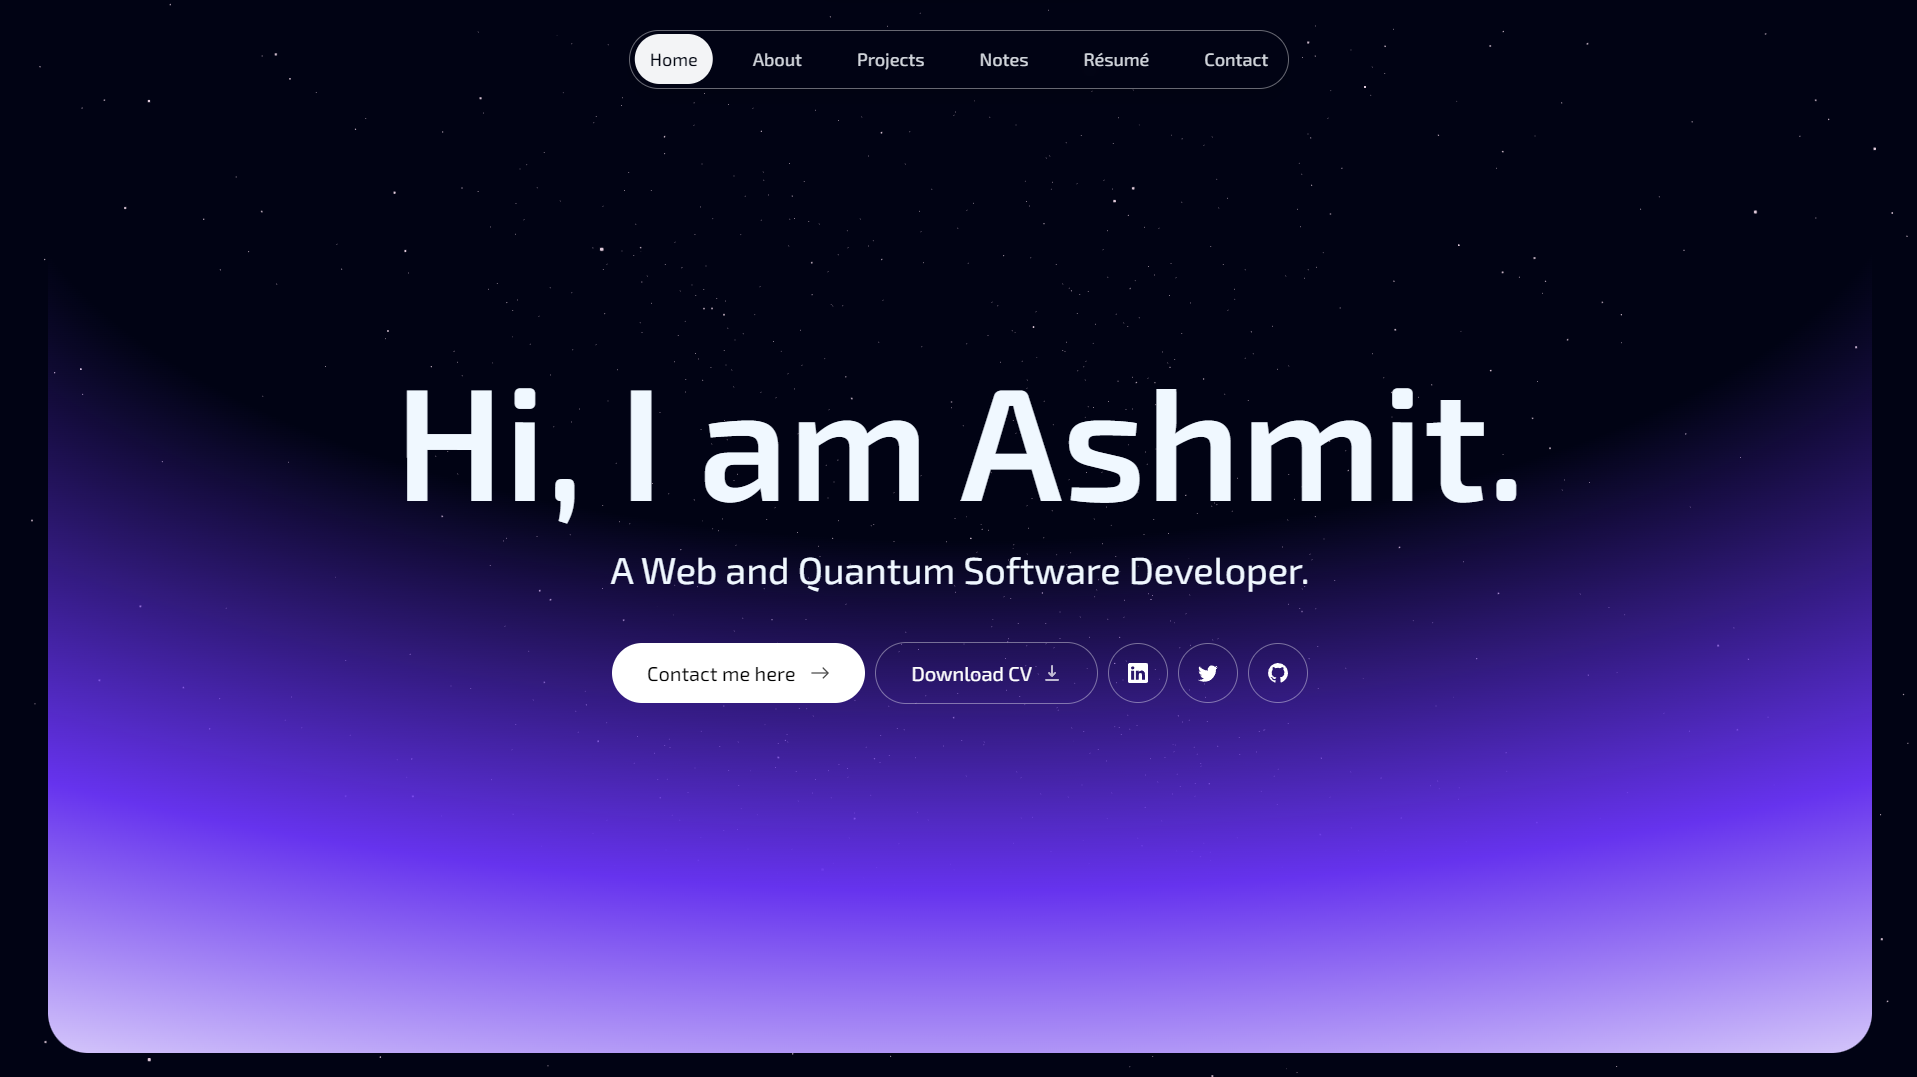 Home About Projects Notes Résumé Contact
Hi, I am Ashmit.
A Web and Quantum Software Developer.
Contact me here Download CV in